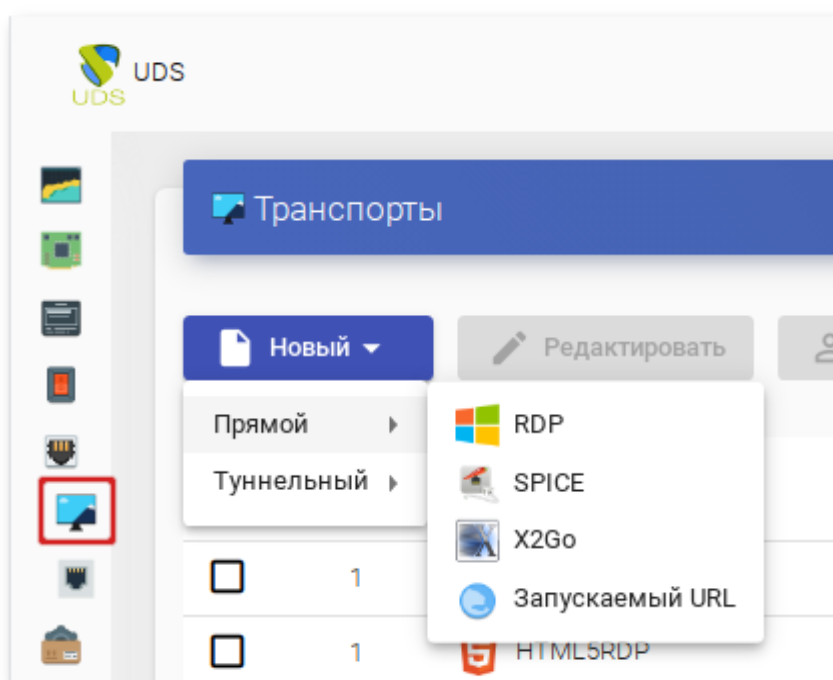 UDS
UDS
Транспорты
Новый
Редактировать
Прямой
RDP
Туннельный
SPICE
X2Go
1
Запускаемый URL
1
HTML5RDP